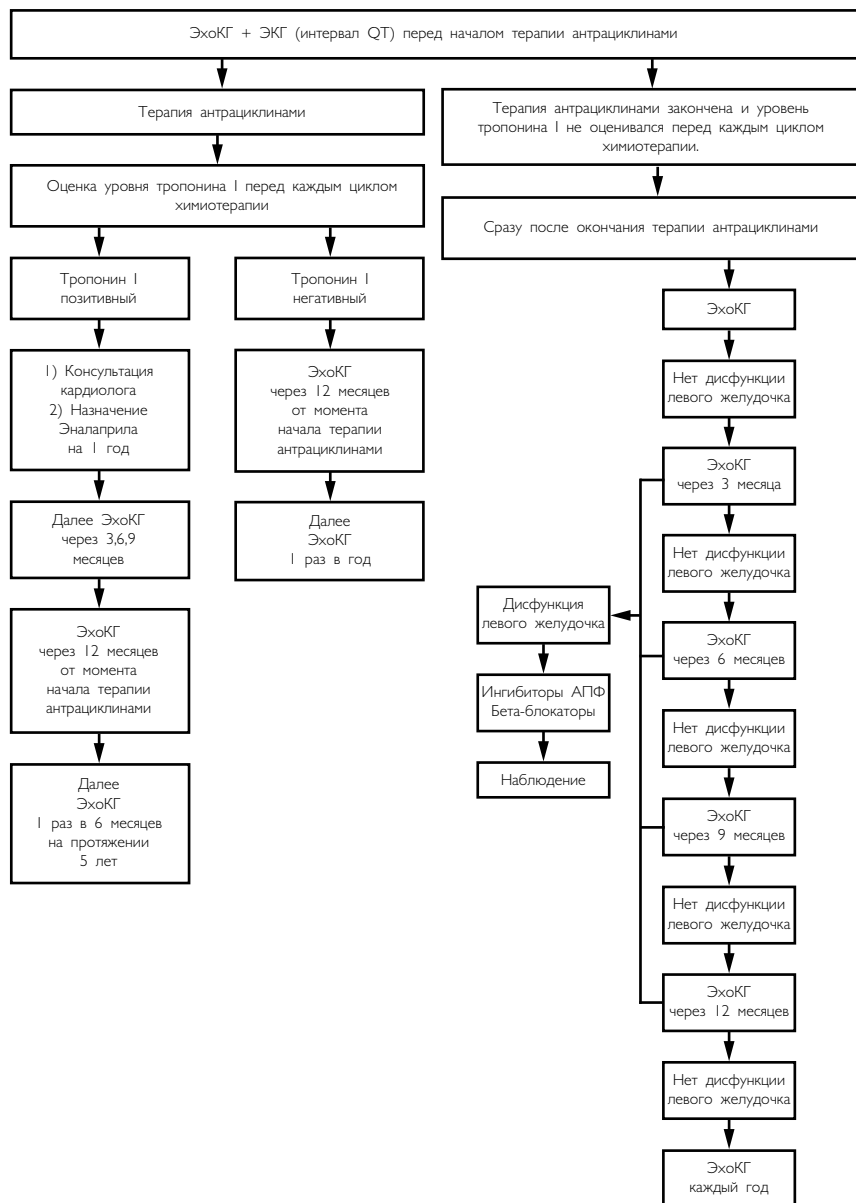 ЭхоКГ + ЭКГ (интервал QT) перед началом терапии антрациклинами
Терапия антрациклинами
Оценка уровня тропонина I перед каждым циклом
химиотерапии
Тропонин I
позитивный
1) Консультация
кардиолога
2) Назначение
Эналаприла
на 1 год
Далее ЭхоКГ
через 3,6,9
месяцев
ЭхоКГ
через 12 месяцев
от момента
начала терапии
антрациклинами
Далее
ЭхоКГ
1 раз в 6 месяцев
на протяжении
5 лет
Тропонин I
негативный
ЭхоКГ
через 12 месяцев
от момента
начала терапии
антрациклинами
Далее
ЭхоКГ
1 раз в год
Терапия антрациклинами закончена и уровень
тропонина I не оценивался перед каждым циклом
химиотерапии.
Сразу после окончания терапии антрациклинами
ЭхоКГ
Нет дисфункции
левого желудочка
ЭхоКГ
через 3 месяца
Нет дисфункции
левого желудочка
ЭхоКГ
через 6 месяцев
Нет дисфункции
левого желудочка
ЭхоКГ
через 9 месяцев
Нет дисфункции
левого желудочка
ЭхоКГ
через 12 месяцев
Нет дисфункции
левого желудочка
ЭхоКГ
каждый год
Дисфункция
левого желудочка
Ингибиторы АПФ
Бета-блокаторы
Наблюдение